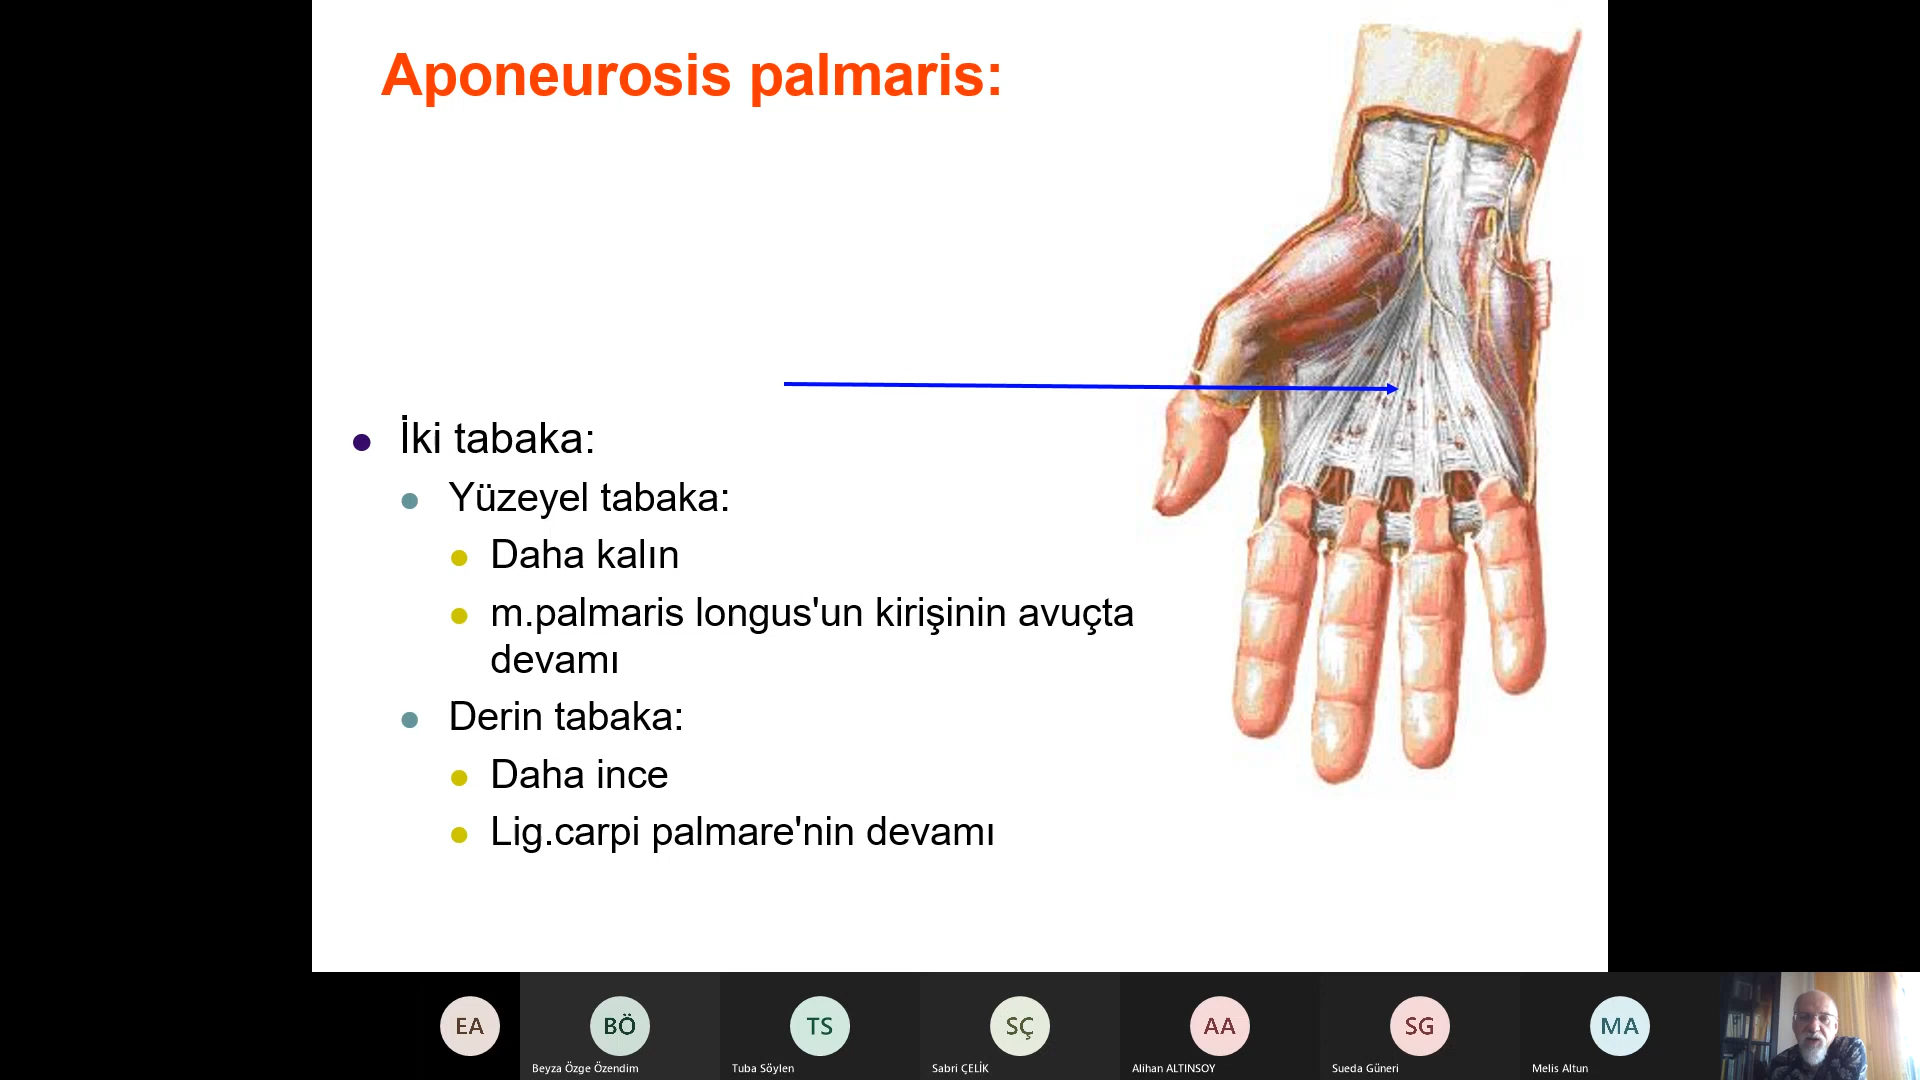 Aponeurosis palmaris:
İki tabaka:
Yüzeyel tabaka:
Daha kalın
m.palmaris longus'un kirişinin avuçta
devamı
Derin tabaka:
Daha ince
Lig.carpi palmare'nin devamı
EA
BÖ
TS
SÇ
AA
SG
MA
Beyza Özge Özendim
Tuba Söylen
Sabri ÇELİK
Alihan ALTINSOY
Sueda Güneri
Melis Altun